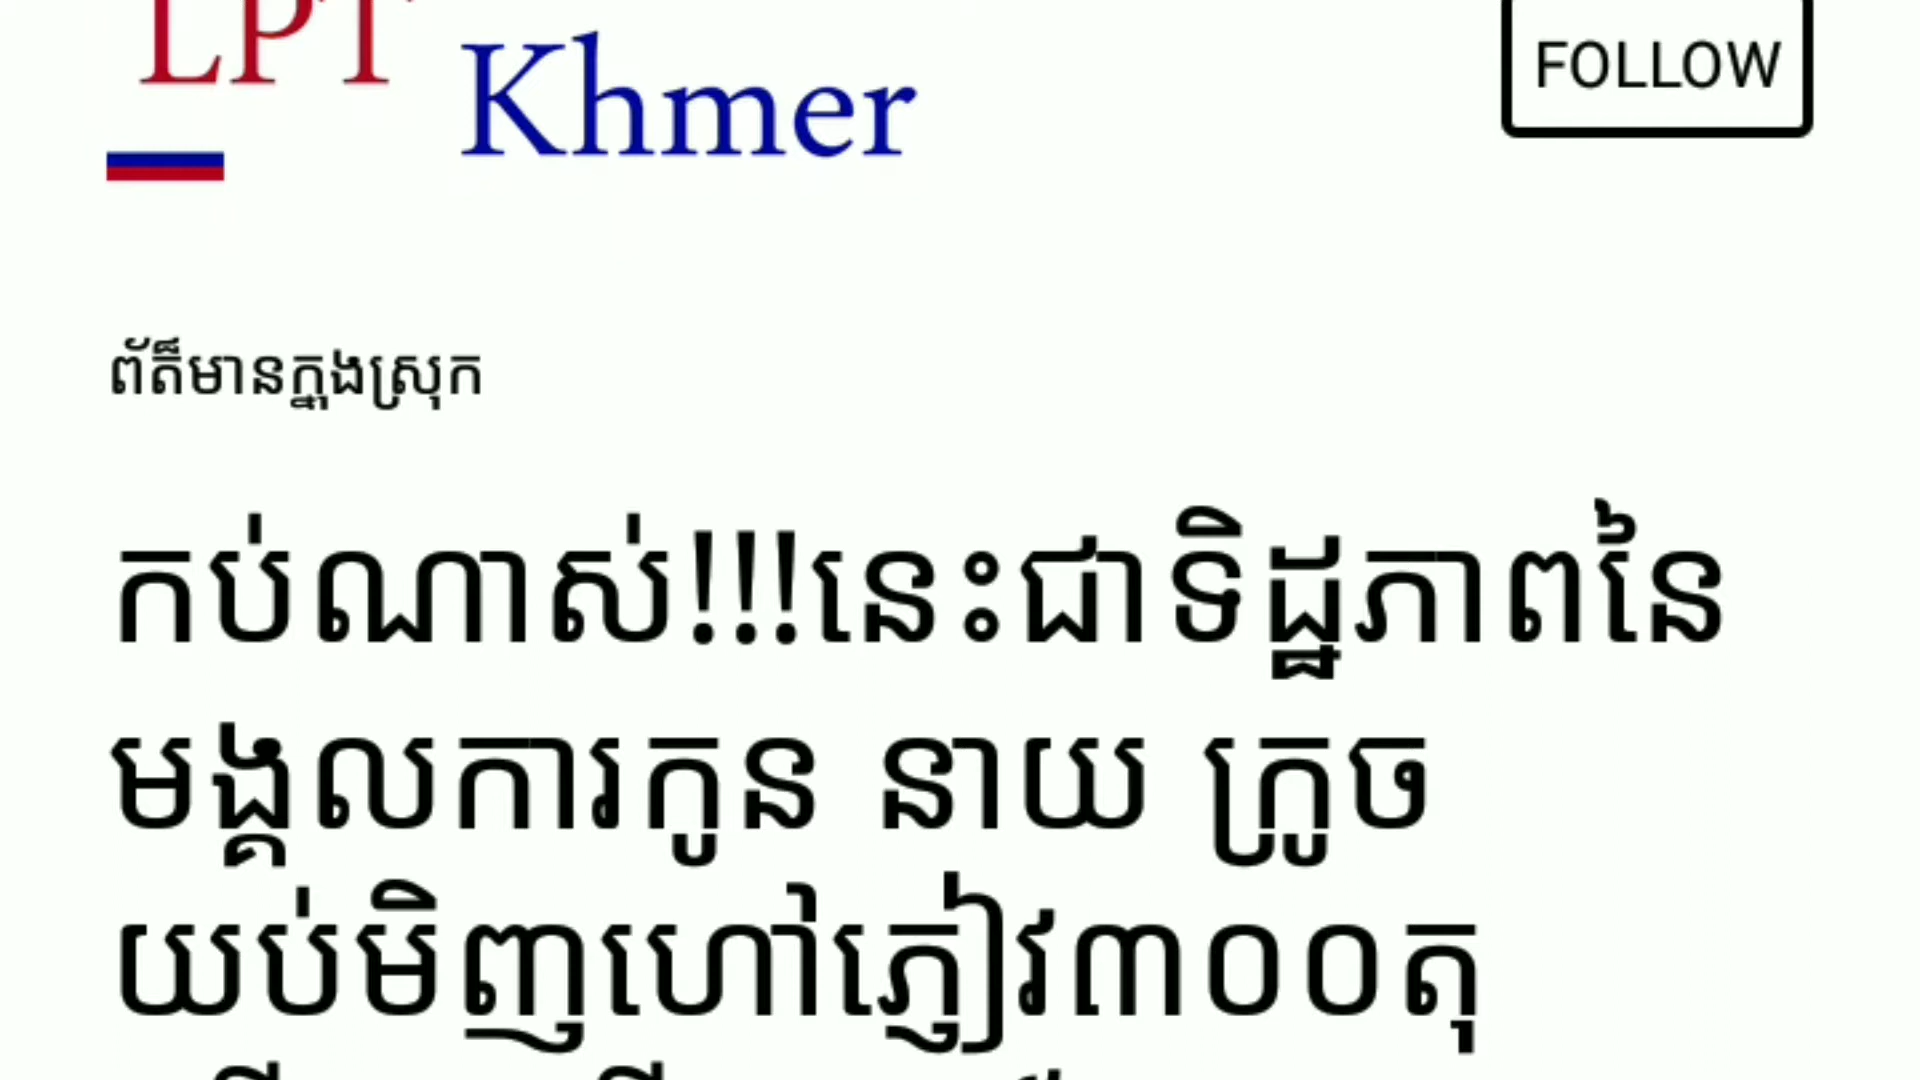 LPT
Khmer
FOLLOW
ព័ត៌មានក្នុងស្រុក
កប់ណាស់!!!នេះជាទិដ្ឋភាពនៃ
មង្គលការកូន នាយ ក្រូច
យប់មិញហៅភ្ញៀវ៣០០តុ